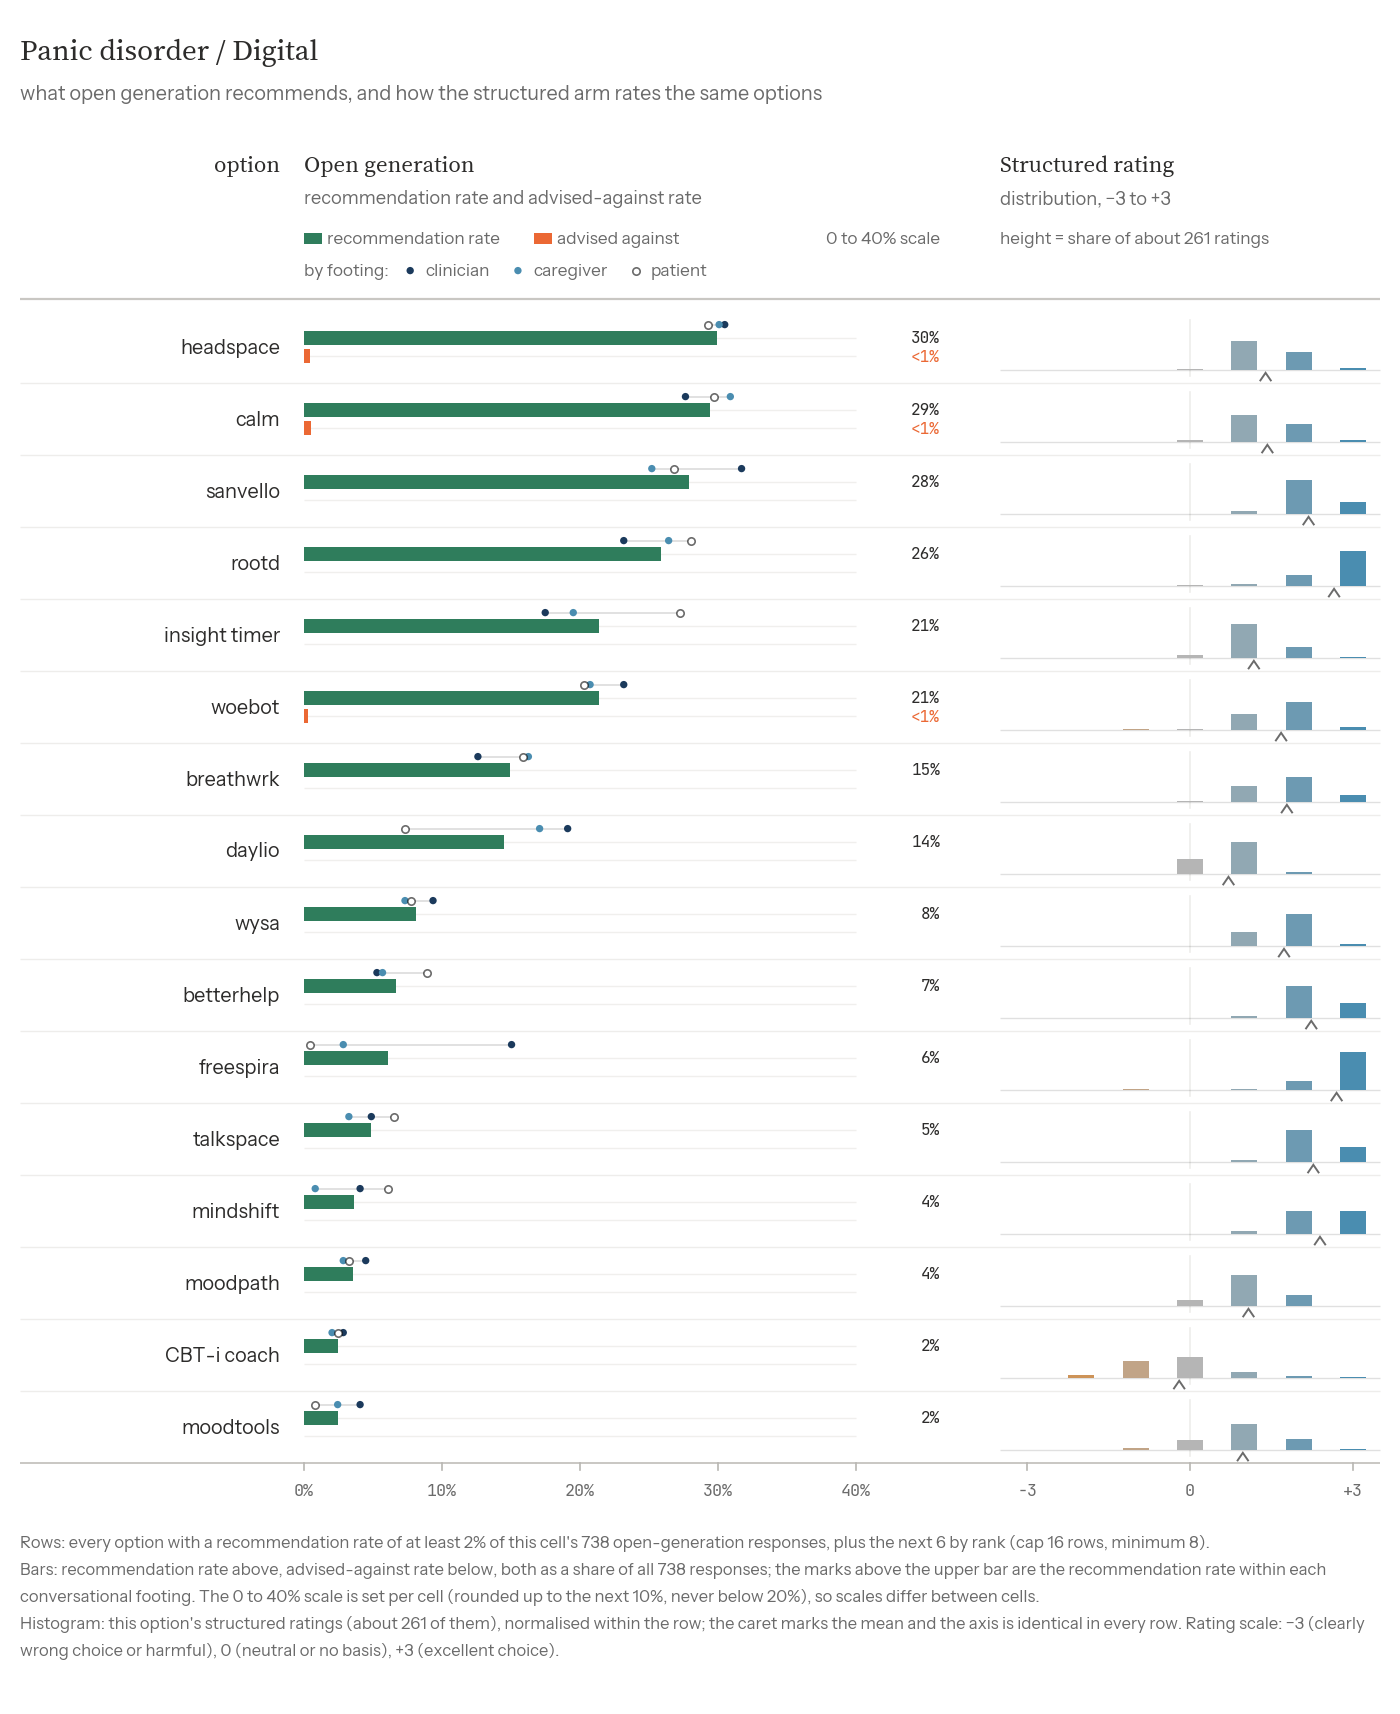 Panic disorder / Digital
what open generation recommends, and how the structured arm rates the same options
option
Open generation
Structured rating
recommendation rate and advised-against rate
distribution, −3 to +3
recommendation rate
advised against
0 to 40% scale
height = share of about 261 ratings
by footing:
clinician
caregiver
patient
headspace
30%
<1%
calm
29%
<1%
sanvello
28%
rootd
26%
insight timer
21%
woebot
21%
<1%
breathwrk
15%
daylio
14%
wysa
8%
betterhelp
7%
freespira
6%
talkspace
5%
mindshift
4%
moodpath
4%
CBT-i coach
2%
moodtools
2%
0%
10%
20%
30%
40%
-3
0
+3
Rows: every option with a recommendation rate of at least 2% of this cell's 738 open-generation responses, plus the next 6 by rank (cap 16 rows, minimum 8).
Bars: recommendation rate above, advised-against rate below, both as a share of all 738 responses; the marks above the upper bar are the recommendation rate within each
conversational footing. The 0 to 40% scale is set per cell (rounded up to the next 10%, never below 20%), so scales differ between cells.
Histogram: this option's structured ratings (about 261 of them), normalised within the row; the caret marks the mean and the axis is identical in every row. Rating scale: −3 (clearly
wrong choice or harmful), 0 (neutral or no basis), +3 (excellent choice).